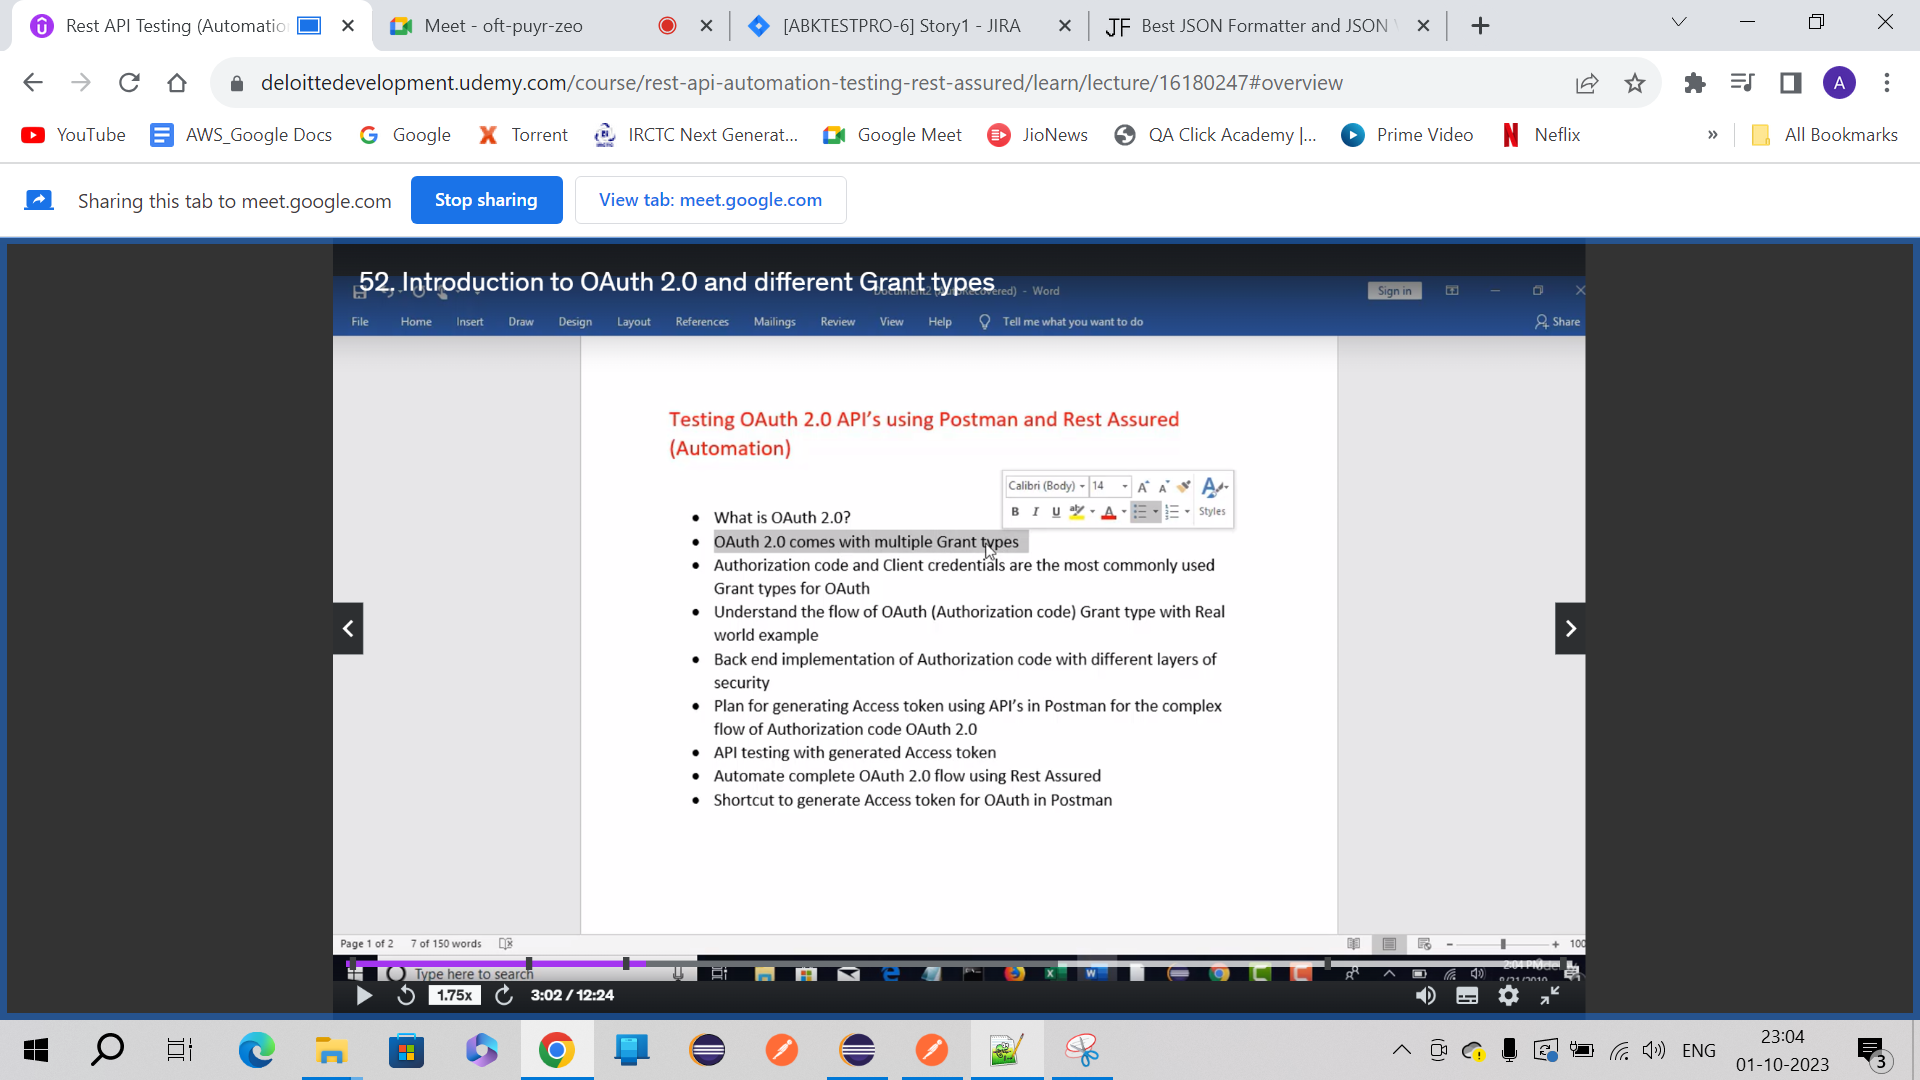 Rest API Testing (Automatio
Meet - oft-puyr-zeo
[ABKTESTPRO-6] Story1 - JIRA
JF Best JSON Formatter and JSON
deloittedevelopment.udemy.com/course/rest-api-automation-testing-rest-assured/learn/lecture/16180247#overview
A
YouTube
AWS_Google Docs
Google
Torrent
IRCTC Next Generat...
Google Meet
JioNews
QA Click Academy |...
Prime Video
Neflix
»
All Bookmarks
Sharing this tab to meet.google.com
Stop sharing
View tab: meet.google.com
52. Introduction to OAuth 2.0 and different Grant types
- Word
Sign in
File Home Insert Draw Design Layout References Mailings Review View Help Tell me what you want to do Share
Testing OAuth 2.0 API's using Postman and Rest Assured
(Automation)
Calibri (Body) 14
B I U Styles
• What is OAuth 2.0?
• OAuth 2.0 comes with multiple Grant types
• Authorization code and Client credentials are the most commonly used
Grant types for OAuth
• Understand the flow of OAuth (Authorization code) Grant type with Real
world example
• Back end implementation of Authorization code with different layers of
security
• Plan for generating Access token using API's in Postman for the complex
flow of Authorization code OAuth 2.0
• API testing with generated Access token
• Automate complete OAuth 2.0 flow using Rest Assured
• Shortcut to generate Access token for OAuth in Postman
Page 1 of 2 7 of 150 words
100
Type here to search
1.75x 3:02 / 12:24
ENG
23:04
01-10-2023
3